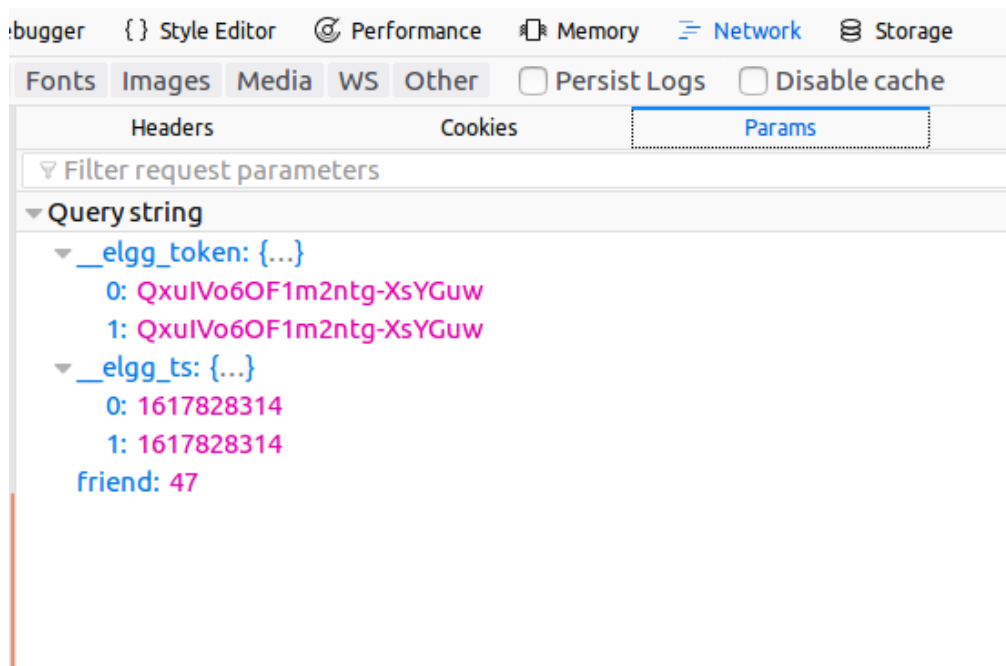 bugger {} Style Editor Performance Memory Network Storage
Fonts Images Media WS Other Persist Logs Disable cache
Headers Cookies Params
Filter request parameters
Query string
__elgg_token: {…}
0: QxuIVo6OF1m2ntg-XsYGuw
1: QxuIVo6OF1m2ntg-XsYGuw
__elgg_ts: {…}
0: 1617828314
1: 1617828314
friend: 47